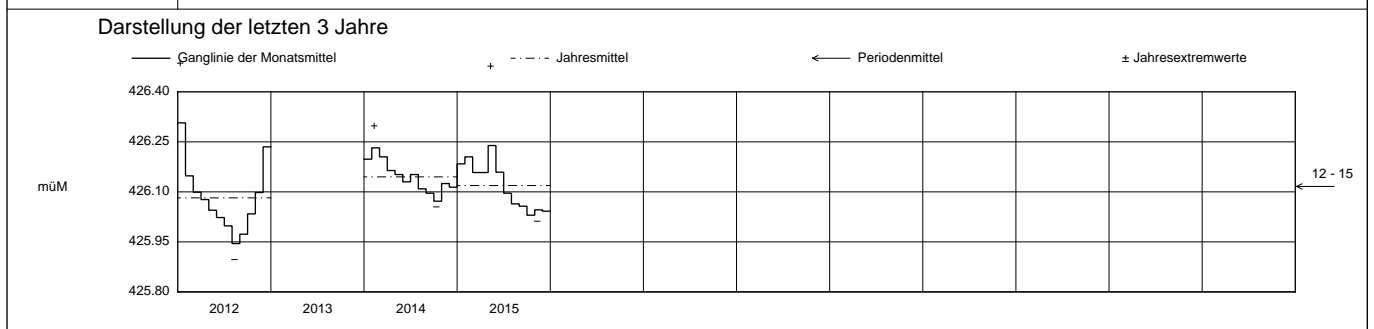 Darstellung der letzten 3 Jahre
Ganglinie der Monatsmittel Jahresmittel Periodenmittel ± Jahresextremwerte
426.40
426.25
426.10
425.95
425.80
müM
12 - 15
2012 2013 2014 2015